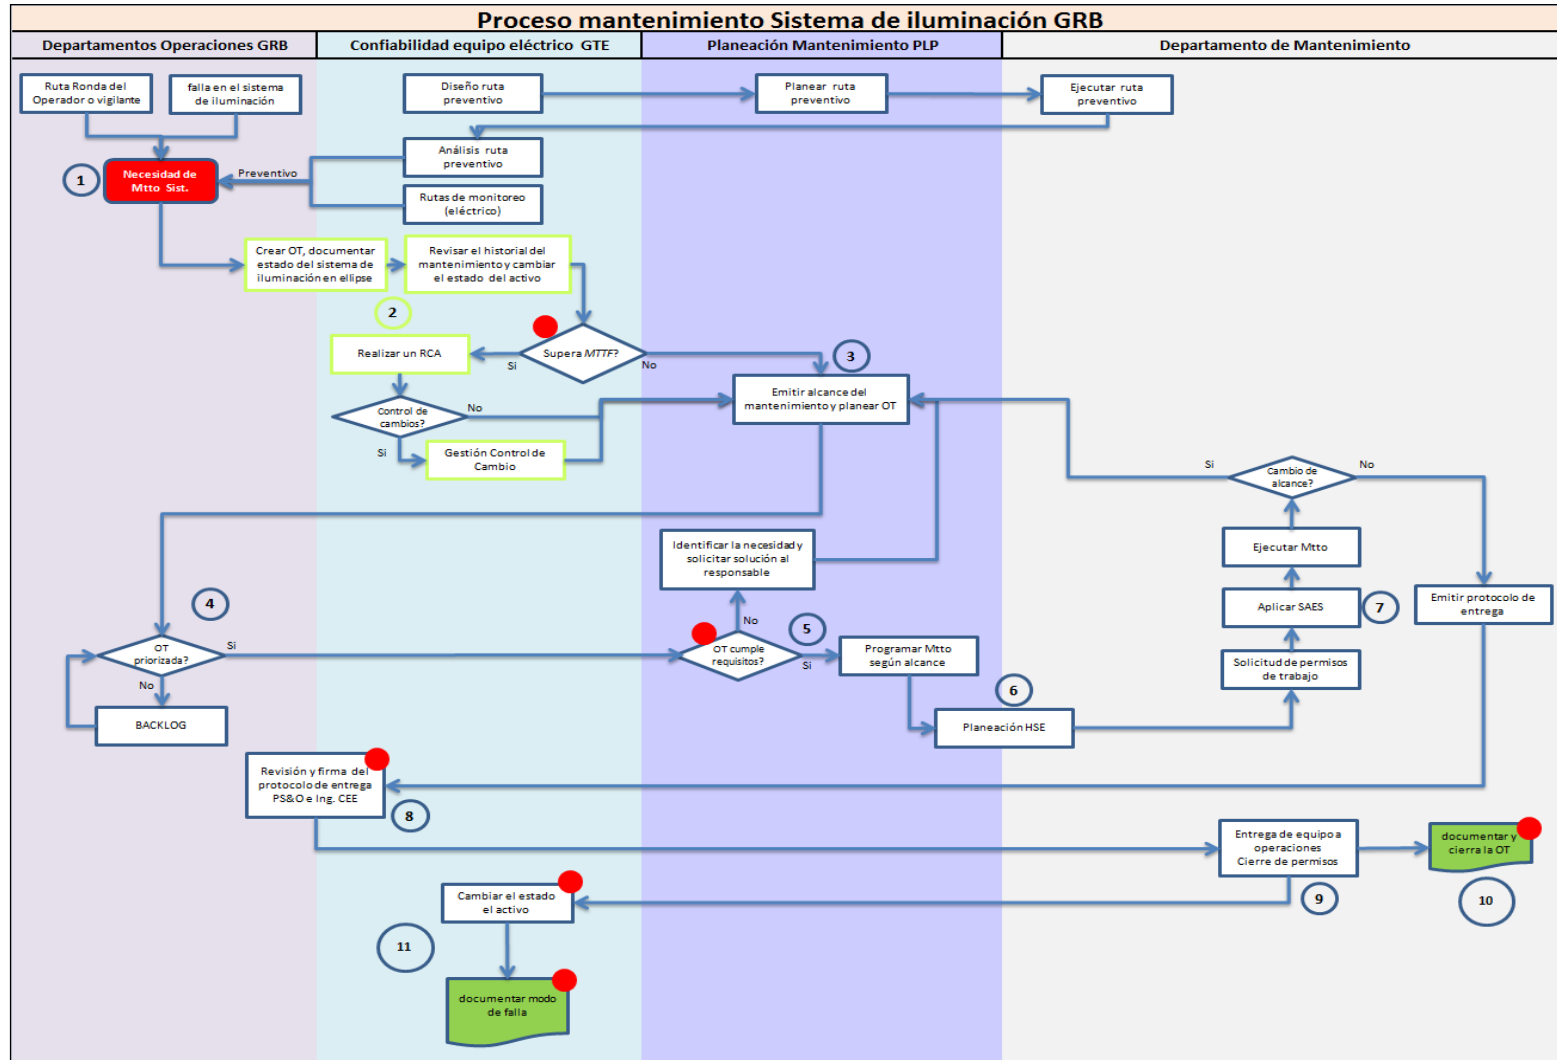 Proceso mantenimiento Sistema de iluminación GRB
Departamentos Operaciones GRB
Confiabilidad equipo eléctrico GTE
Planeación Mantenimiento PLP
Departamento de Mantenimiento
Ruta Ronda del
Operador o vigilante
falla en el sistema
de iluminación
Diseño ruta
preventivo
Planear ruta
preventivo
Ejecutar ruta
preventivo
Análisis ruta
preventivo
1
Necesidad de
Mtto Sist.
Preventivo
Rutas de monitoreo
(eléctrico)
Crear OT, documentar
estado del sistema de
iluminación en ellipse
Revisar el historial del
mantenimiento y cambiar
el estado del activo
2
Realizar un RCA
Si
Supera MTTF?
No
3
Emitir alcance del
mantenimiento y planear OT
Control de
cambios?
No
Si
Gestión Control de
Cambio
Si
Cambio de
alcance?
No
Identificar la necesidad y
solicitar solución al
responsable
Ejecutar Mtto
4
Aplicar SAES
7
Emitir protocolo de
entrega
OT
priorizada?
Si
No
OT cumple
requisitos?
No
5
Si
Programar Mtto
según alcance
Solicitud de permisos
de trabajo
6
BACKLOG
Planeación HSE
Revisión y firma del
protocolo de entrega
PS&O e Ing. CEE
8
Entrega de equipo a
operaciones
Cierre de permisos
documentar y
cierra la OT
9
10
Cambiar el estado
el activo
11
documentar modo
de falla